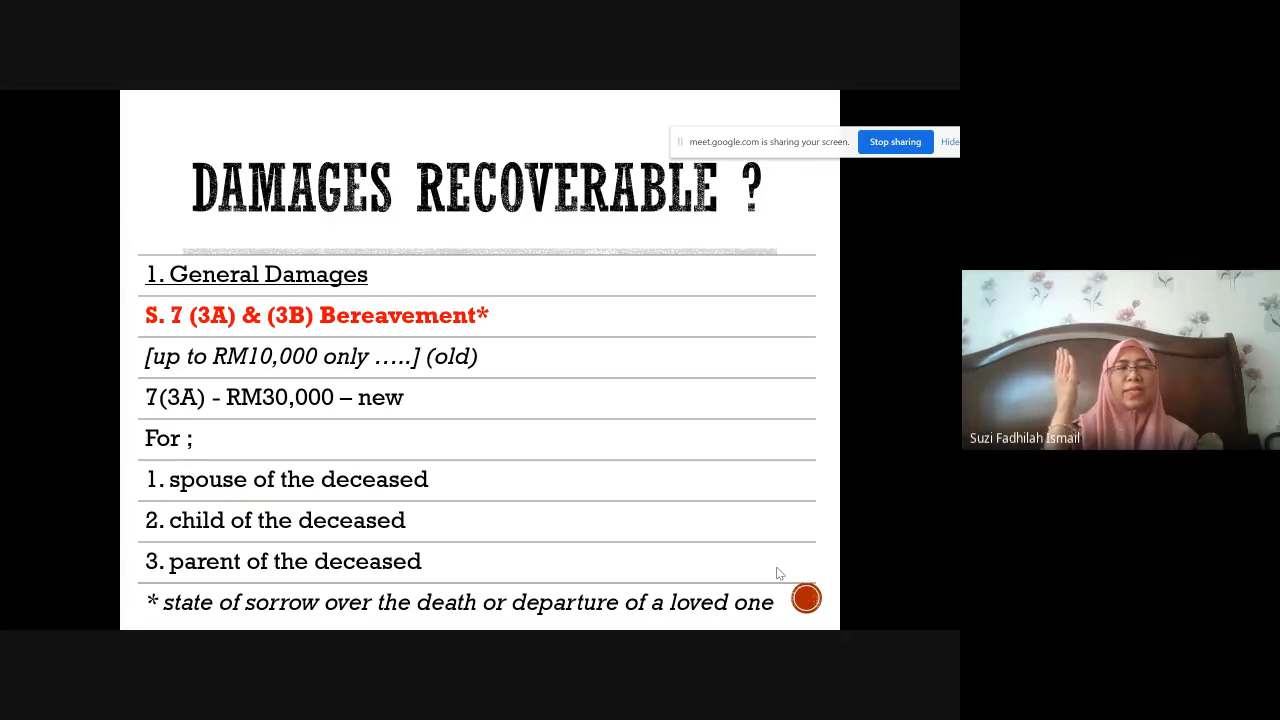 meet.google.com is sharing your screen. Stop sharing Hide
DAMAGES RECOVERABLE ?
1. General Damages
S. 7 (3A) & (3B) Bereavement*
[up to RM10,000 only …..] (old)
7(3A) - RM30,000 – new
For ;
1. spouse of the deceased
2. child of the deceased
3. parent of the deceased
* state of sorrow over the death or departure of a loved one
Suzi Fadhilah Ismail